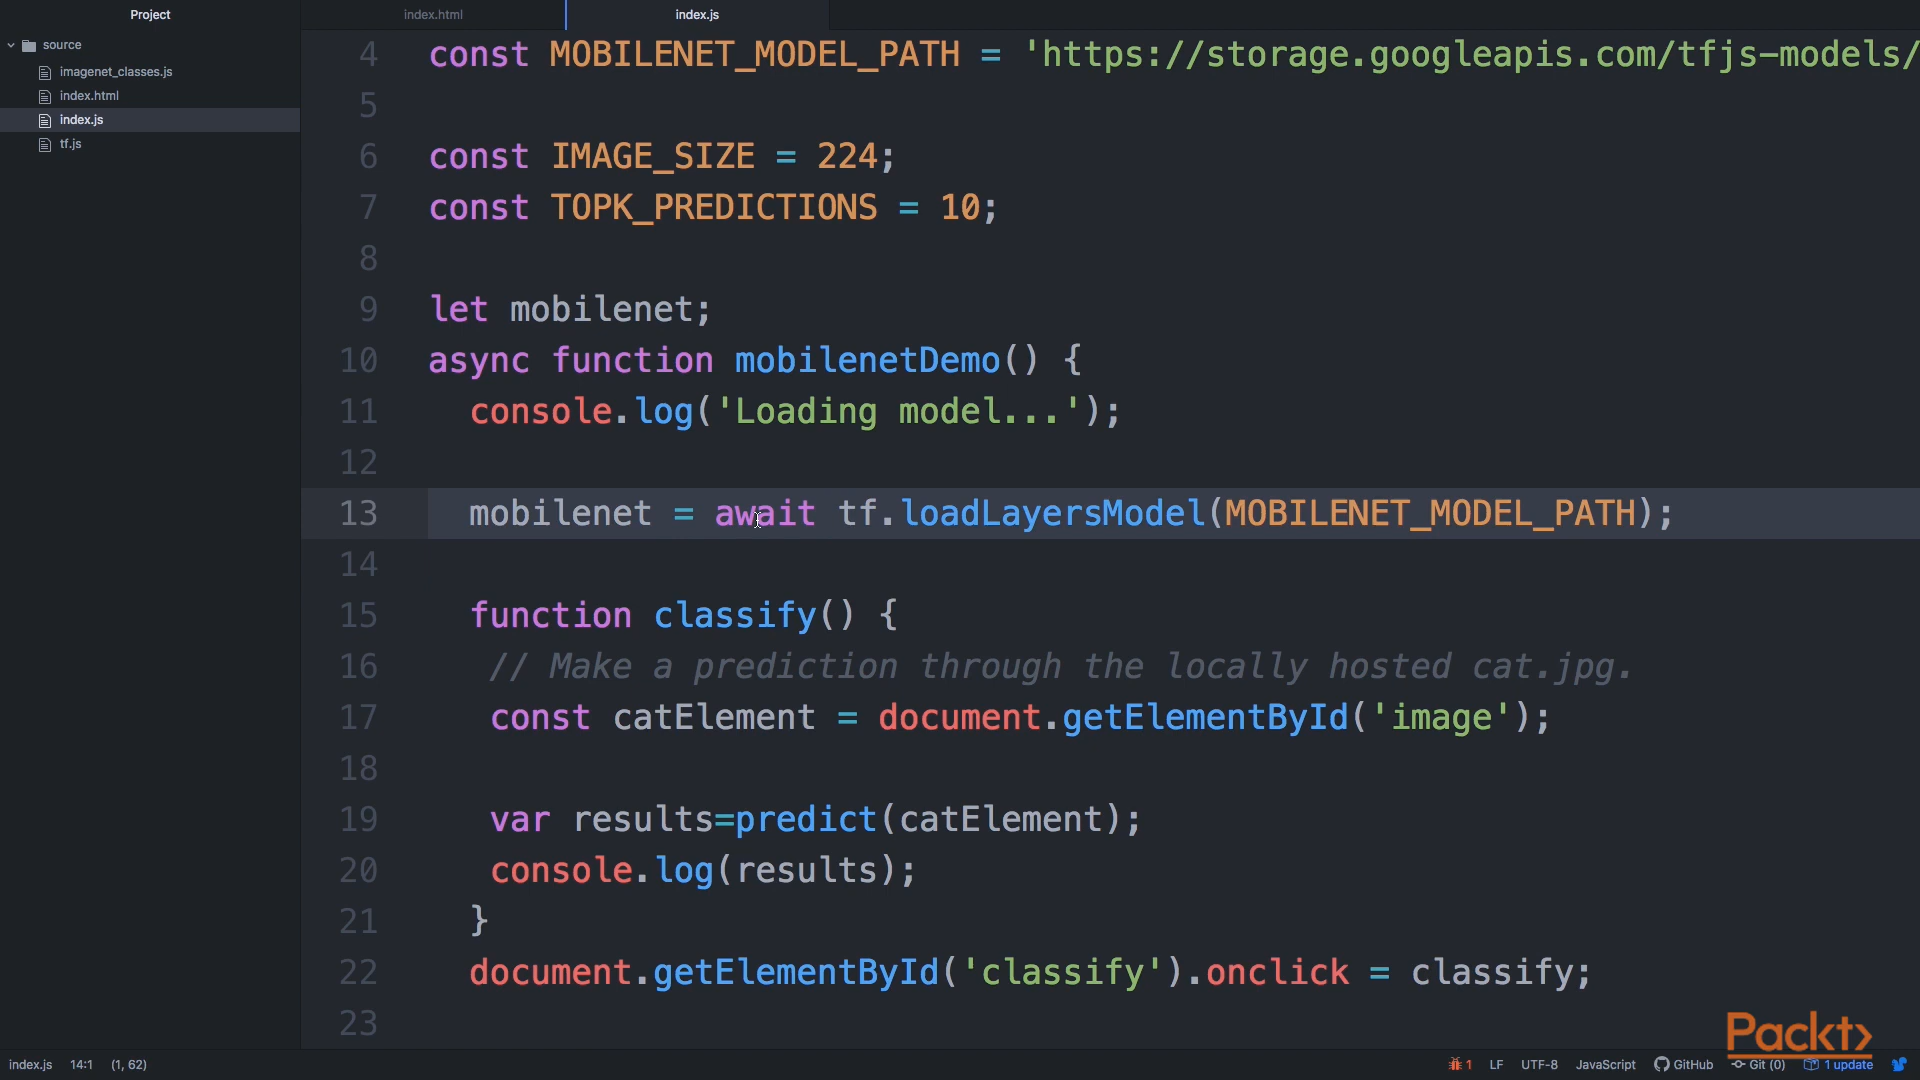 Project
index.html
index.js
source
imagenet_classes.js
index.html
index.js
tf.js
4 const MOBILENET_MODEL_PATH = 'https://storage.googleapis.com/tfjs-models/
5
6 const IMAGE_SIZE = 224;
7 const TOPK_PREDICTIONS = 10;
8
9 let mobilenet;
10 async function mobilenetDemo() {
11 console.log('Loading model...');
12
13 mobilenet = await tf.loadLayersModel(MOBILENET_MODEL_PATH);
14
15 function classify() {
16 // Make a prediction through the locally hosted cat.jpg.
17 const catElement = document.getElementById('image');
18
19 var results=predict(catElement);
20 console.log(results);
21 }
22 document.getElementById('classify').onclick = classify;
23
Packt>
index.js 14:1 (1, 62)
1 LF UTF-8 JavaScript GitHub Git (0) 1 update